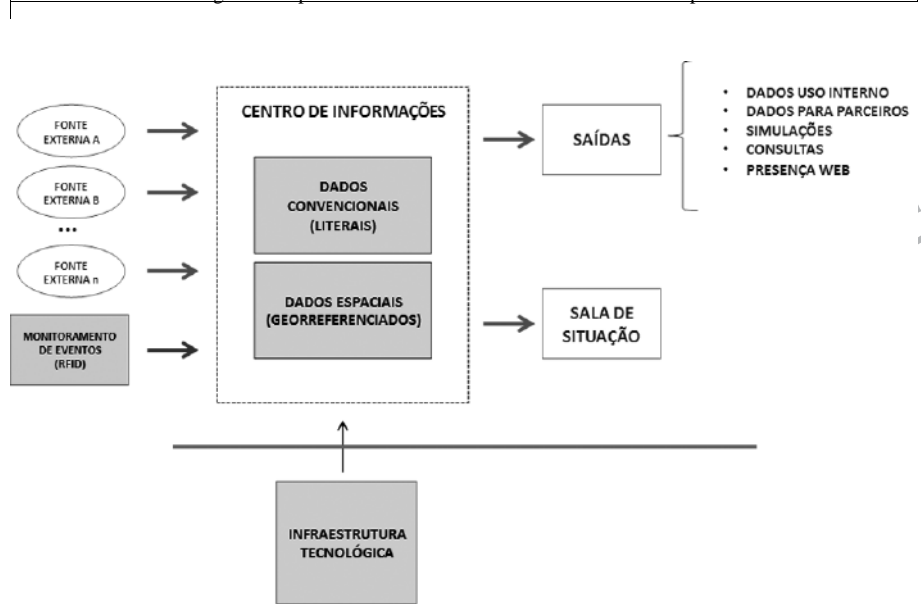 FONTE
EXTERNA A
FONTE
EXTERNA B
...
FONTE
EXTERNA n
MONITORAMENTO
DE EVENTOS
(RFID)
CENTRO DE INFORMAÇÕES
DADOS
CONVENCIONAIS
(LITERAIS)
DADOS ESPACIAIS
(GEORREFERENCIADOS)
SAÍDAS
• DADOS USO INTERNO
• DADOS PARA PARCEIROS
• SIMULAÇÕES
• CONSULTAS
• PRESENÇA WEB
SALA DE
SITUAÇÃO
INFRAESTRUTURA
TECNOLÓGICA